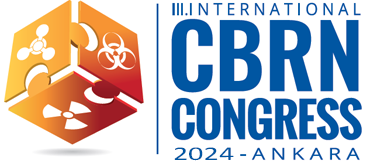 III.INTERNATIONAL
CBRN
CONGRESS
2024-ANKARA